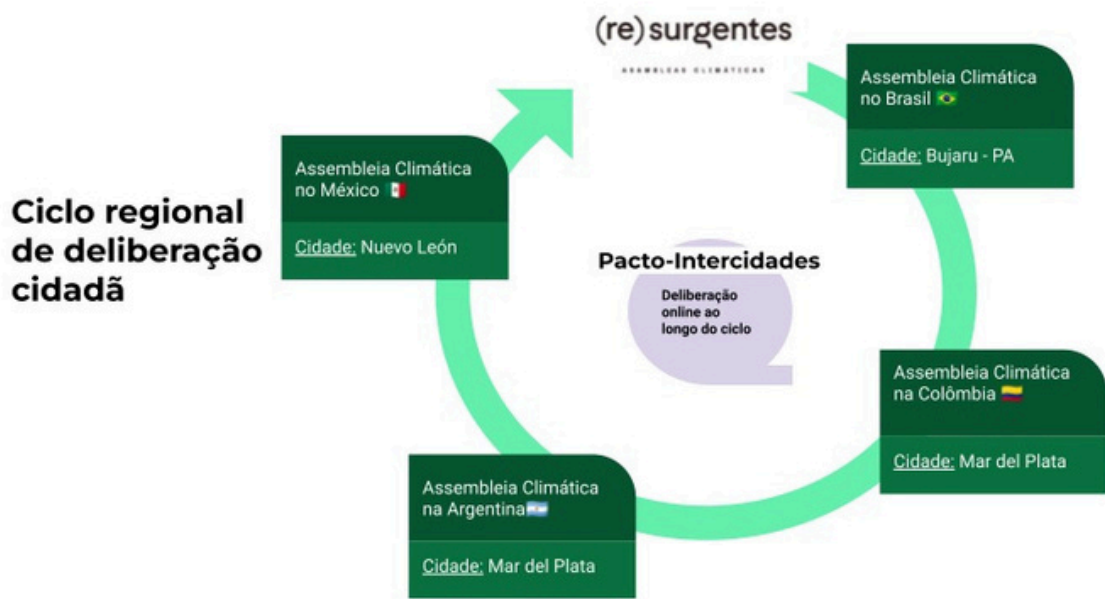 (re)surgentes
ASAMBLEAS CLIMÁTICAS
Assembleia Climática
no Brasil 🇧🇷
Cidade: Bujaru - PA
Assembleia Climática
no México 🇲🇽
Cidade: Nuevo León
Ciclo regional
de deliberação
cidadã
Pacto-Intercidades
Deliberação
online ao
longo do ciclo
Assembleia Climática
na Colômbia 🇨🇴
Cidade: Mar del Plata
Assembleia Climática
na Argentina🇦🇷
Cidade: Mar del Plata